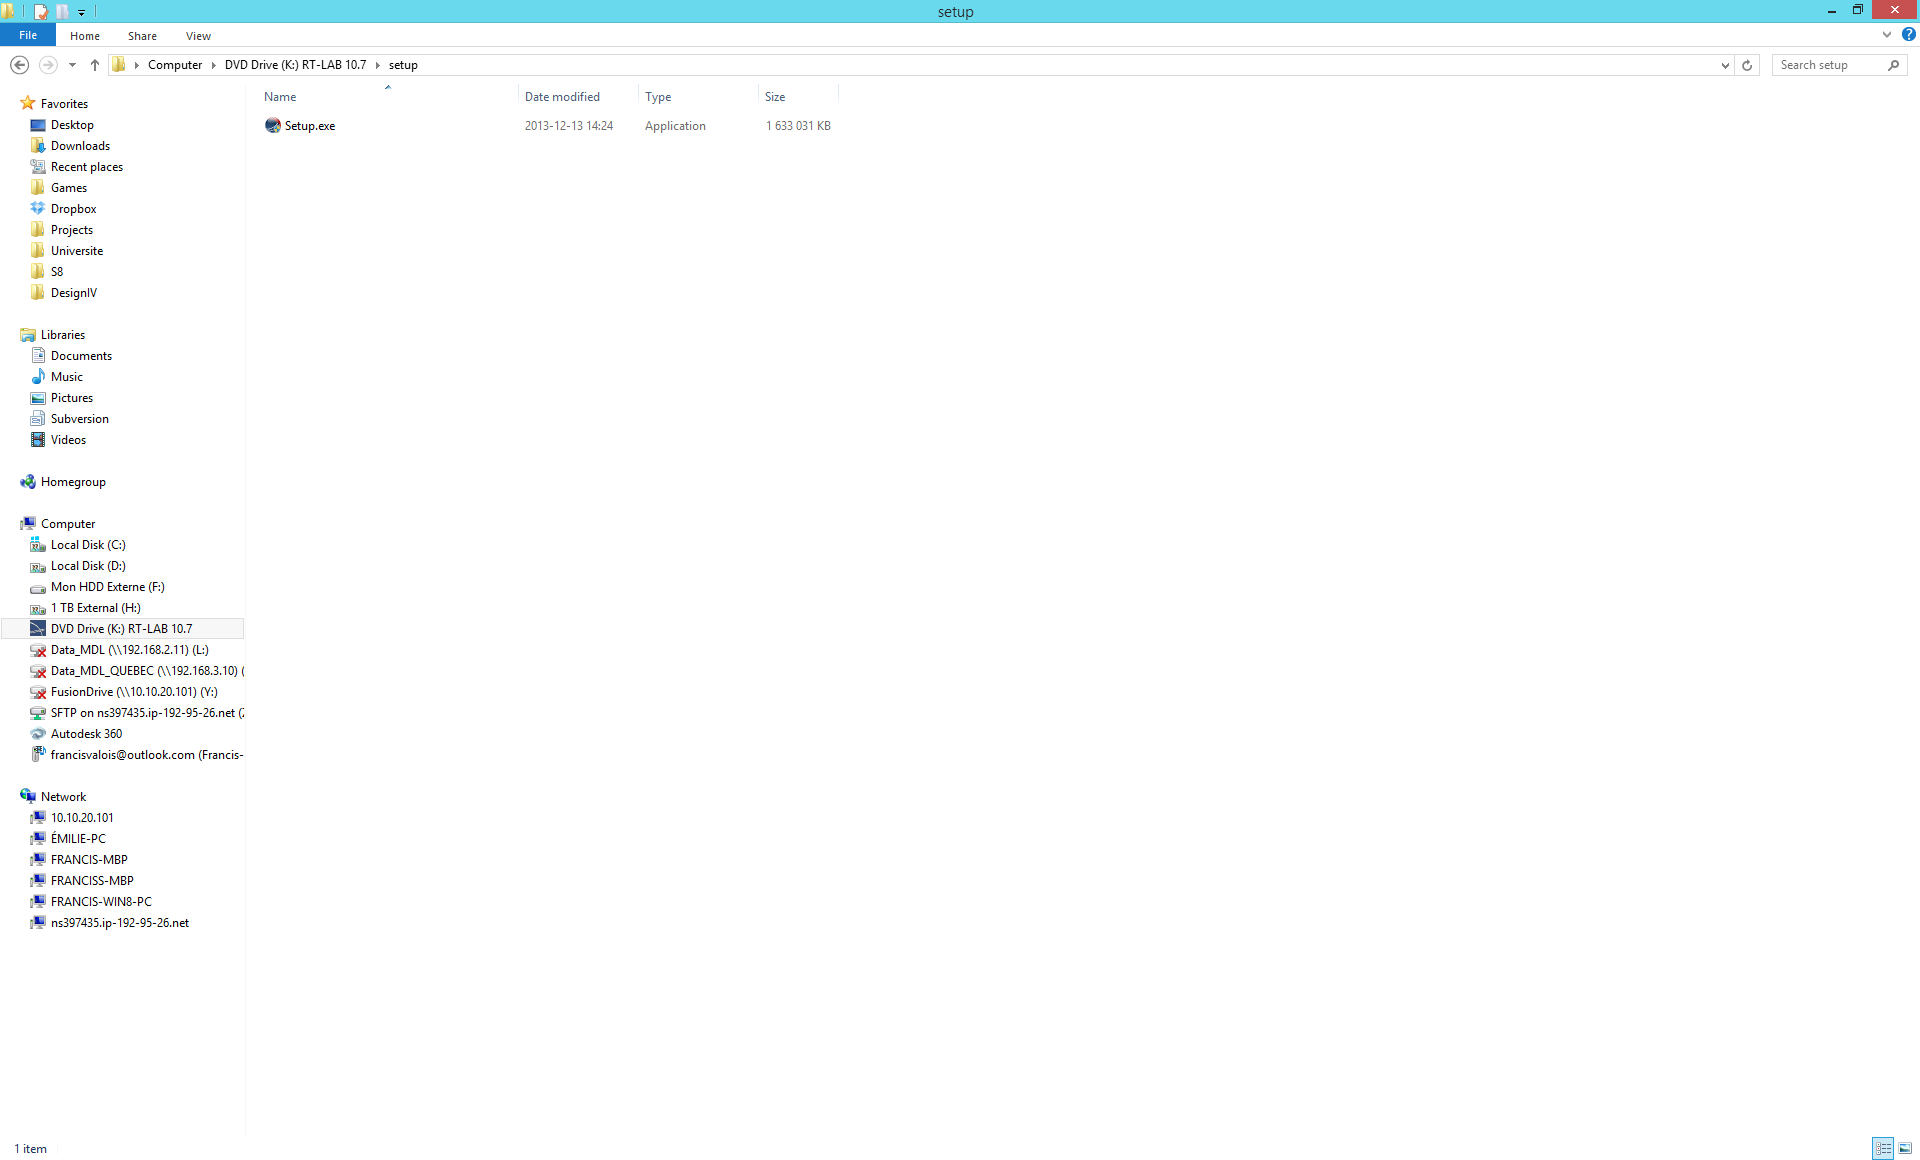 setup
File Home Share View
Computer DVD Drive (K:) RT-LAB 10.7 setup
Search setup
Name Date modified Type Size
Setup.exe 2013-12-13 14:24 Application 1 633 031 KB
Favorites
Desktop
Downloads
Recent places
Games
Dropbox
Projects
Universite
S8
DesignIV
Libraries
Documents
Music
Pictures
Subversion
Videos
Homegroup
Computer
Local Disk (C:)
Local Disk (D:)
Mon HDD Externe (F:)
1 TB External (H:)
DVD Drive (K:) RT-LAB 10.7
Data_MDL (\\192.168.2.11) (L:)
Data_MDL_QUEBEC (\\192.168.3.10) (
FusionDrive (\\10.10.20.101) (Y:)
SFTP on ns397435.ip-192-95-26.net (
Autodesk 360
francisvalois@outlook.com (Francis-
Network
10.10.20.101
ÉMILIE-PC
FRANCIS-MBP
FRANCISS-MBP
FRANCIS-WIN8-PC
ns397435.ip-192-95-26.net
1 item